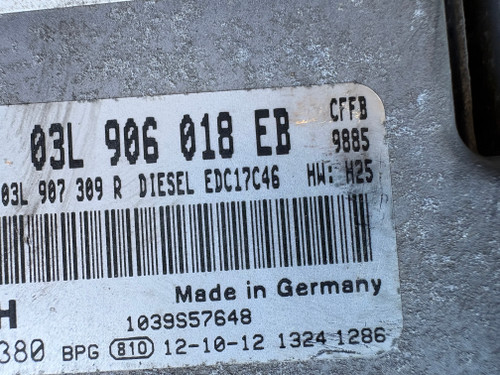 03L 906 018 EB
CFFB
9885
03L 907 309 R DIESEL EDC17C46 HW: H25
H Made in Germany
1039S57648
380 BPG 810 12-10-12 1324 1286